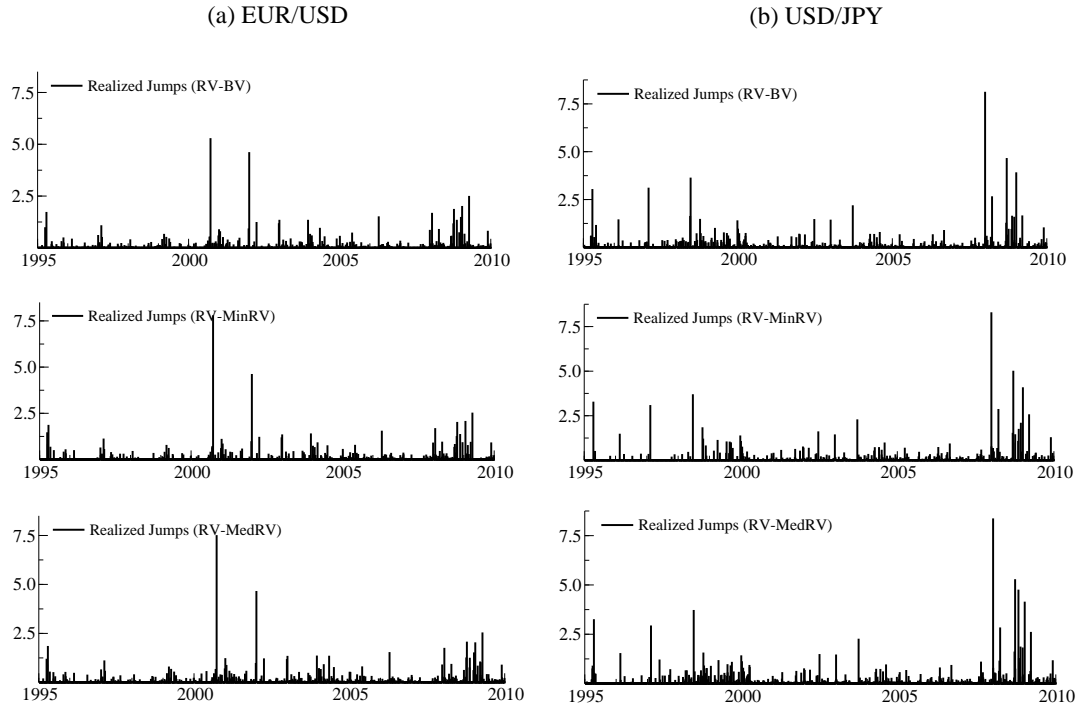 (a) EUR/USD
(b) USD/JPY
Realized Jumps (RV-BV)
7.5
5.0
2.5
1995 2000 2005 2010
Realized Jumps (RV-BV)
7.5
5.0
2.5
1995 2000 2005 2010
Realized Jumps (RV-MinRV)
7.5
5.0
2.5
1995 2000 2005 2010
Realized Jumps (RV-MinRV)
7.5
5.0
2.5
1995 2000 2005 2010
Realized Jumps (RV-MedRV)
7.5
5.0
2.5
1995 2000 2005 2010
Realized Jumps (RV-MedRV)
7.5
5.0
2.5
1995 2000 2005 2010